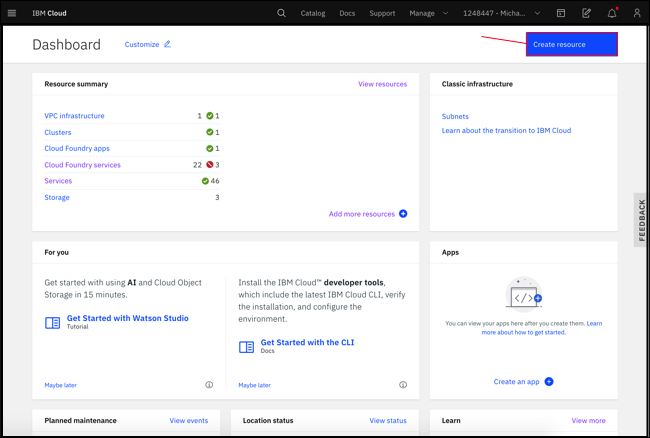 IBM Cloud
Catalog
Docs
Support
Manage
1248447 - Micha...
Dashboard
Customize
Create resource
Resource summary
View resources
VPC infrastructure 1 1
Clusters 1
Cloud Foundry apps 1
Cloud Foundry services 22 3
Services 46
Storage 3
Add more resources
Classic infrastructure
Subnets
Learn about the transition to IBM Cloud
FEEDBACK
For you
Get started with using AI and Cloud Object
Storage in 15 minutes.
Get Started with Watson Studio
Tutorial
Maybe later
Install the IBM Cloud™ developer tools,
which include the latest IBM Cloud CLI, verify
the installation, and configure the
environment.
Get Started with the CLI
Docs
Maybe later
Apps
You can view your apps here after you create them. Learn
more about how to get started.
Create an app
Planned maintenance
View events
Location status
View status
Learn
View more